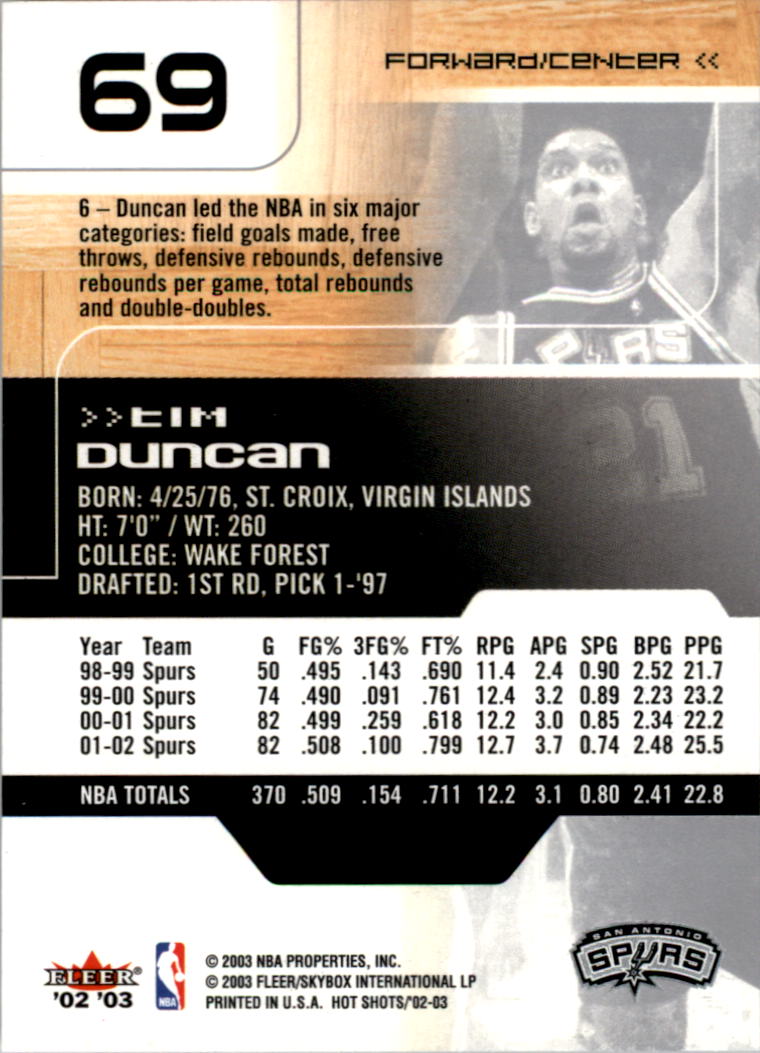 69
FORWARD/CENTER <<
6 – Duncan led the NBA in six major
categories: field goals made, free
throws, defensive rebounds, defensive
rebounds per game, total rebounds
and double-doubles.
SPURS
21
>>TIM
DUNCAN
BORN: 4/25/76, ST. CROIX, VIRGIN ISLANDS
HT: 7'0" / WT: 260
COLLEGE: WAKE FOREST
DRAFTED: 1ST RD, PICK 1-'97
Year Team G FG% 3FG% FT% RPG APG SPG BPG PPG
98-99 Spurs 50 .495 .143 .690 11.4 2.4 0.90 2.52 21.7
99-00 Spurs 74 .490 .091 .761 12.4 3.2 0.89 2.23 23.2
00-01 Spurs 82 .499 .259 .618 12.2 3.0 0.85 2.34 22.2
01-02 Spurs 82 .508 .100 .799 12.7 3.7 0.74 2.48 25.5
NBA TOTALS 370 .509 .154 .711 12.2 3.1 0.80 2.41 22.8
FLEER®
'02 '03
NBA
© 2003 NBA PROPERTIES, INC.
© 2003 FLEER/SKYBOX INTERNATIONAL LP
PRINTED IN U.S.A. HOT SHOTS/'02-03
SAN ANTONIO
SPURS